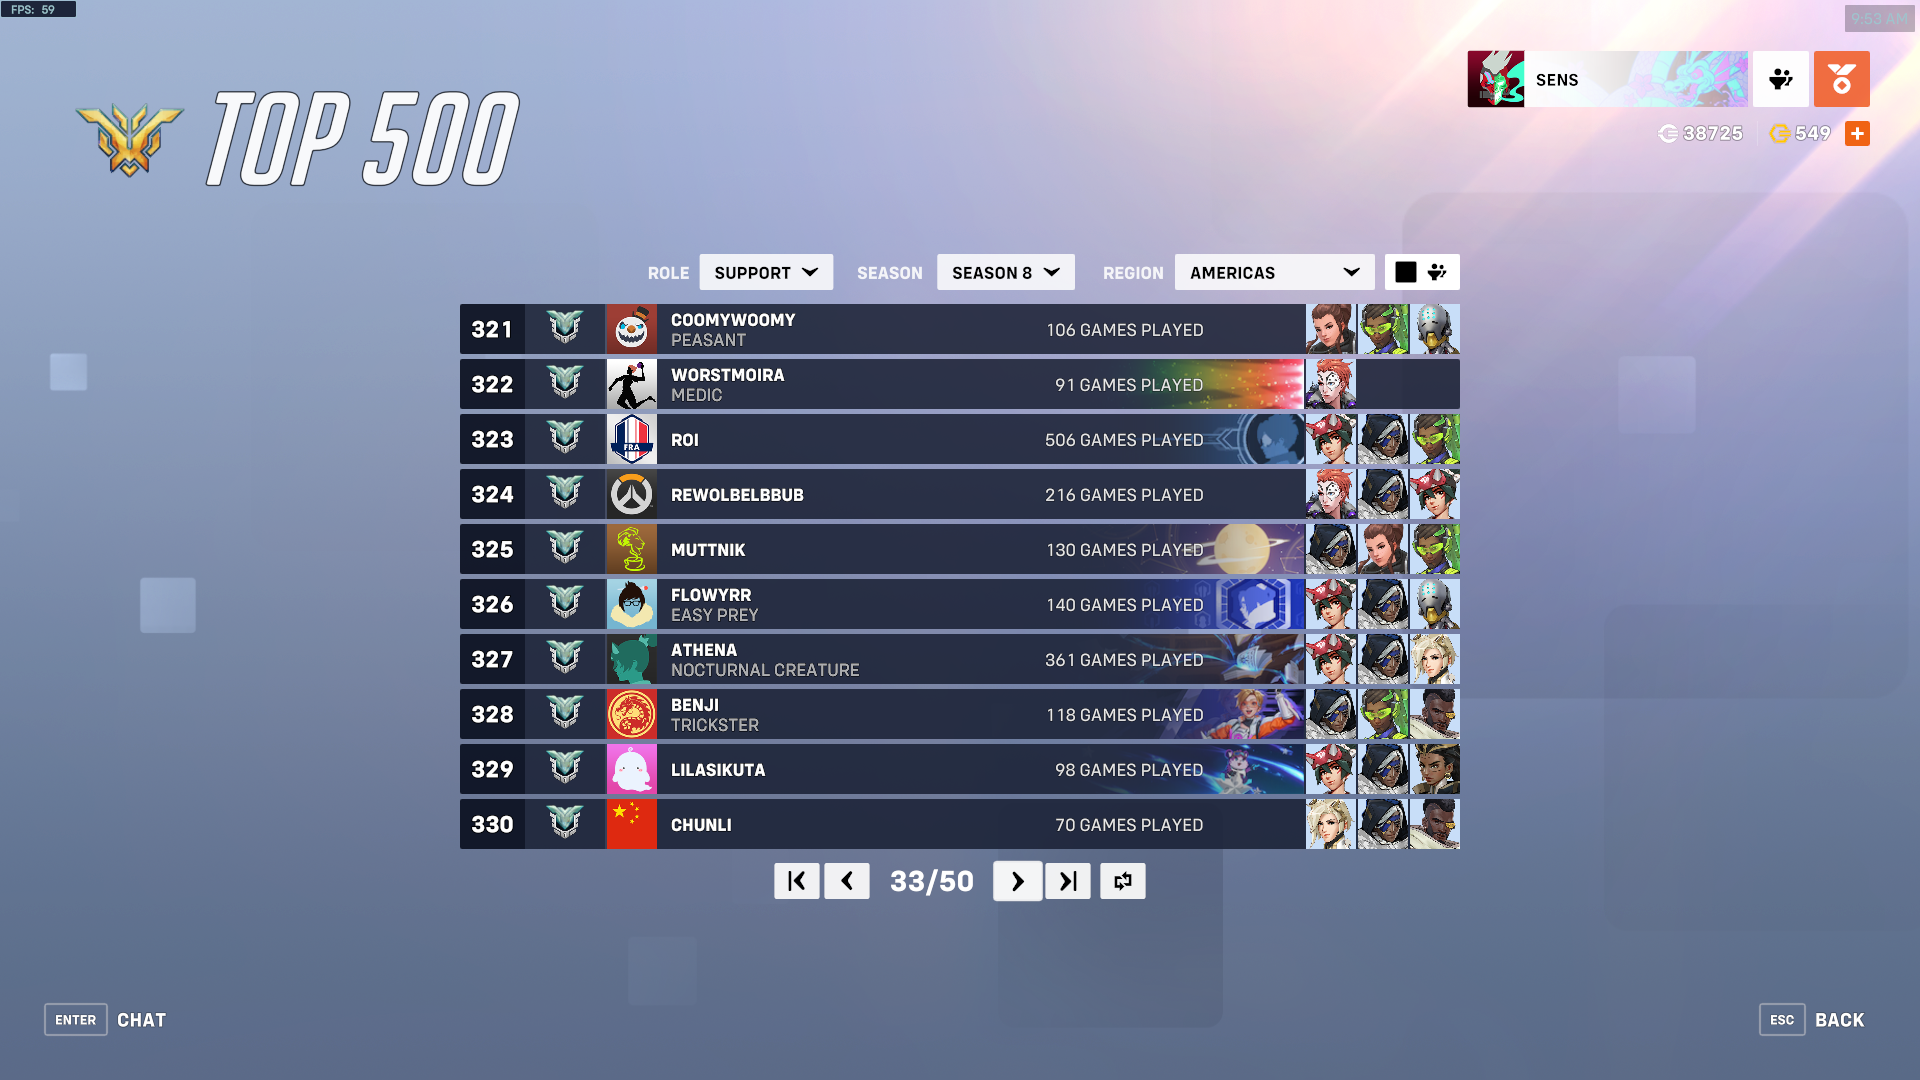 FPS: 59
9:53 AM
TOP 500
SENS
38725 549
ROLE SUPPORT SEASON SEASON 8 REGION AMERICAS
321 COOMYWOOMY 106 GAMES PLAYED
PEASANT
322 WORSTMOIRA 91 GAMES PLAYED
MEDIC
323 FRA ROI 506 GAMES PLAYED
324 REWOLBELBBUB 216 GAMES PLAYED
325 MUTTNIK 130 GAMES PLAYED
326 FLOWYRR 140 GAMES PLAYED
EASY PREY
327 ATHENA 361 GAMES PLAYED
NOCTURNAL CREATURE
328 BENJI 118 GAMES PLAYED
TRICKSTER
329 LILASIKUTA 98 GAMES PLAYED
330 CHUNLI 70 GAMES PLAYED
33/50
ENTER CHAT
ESC BACK